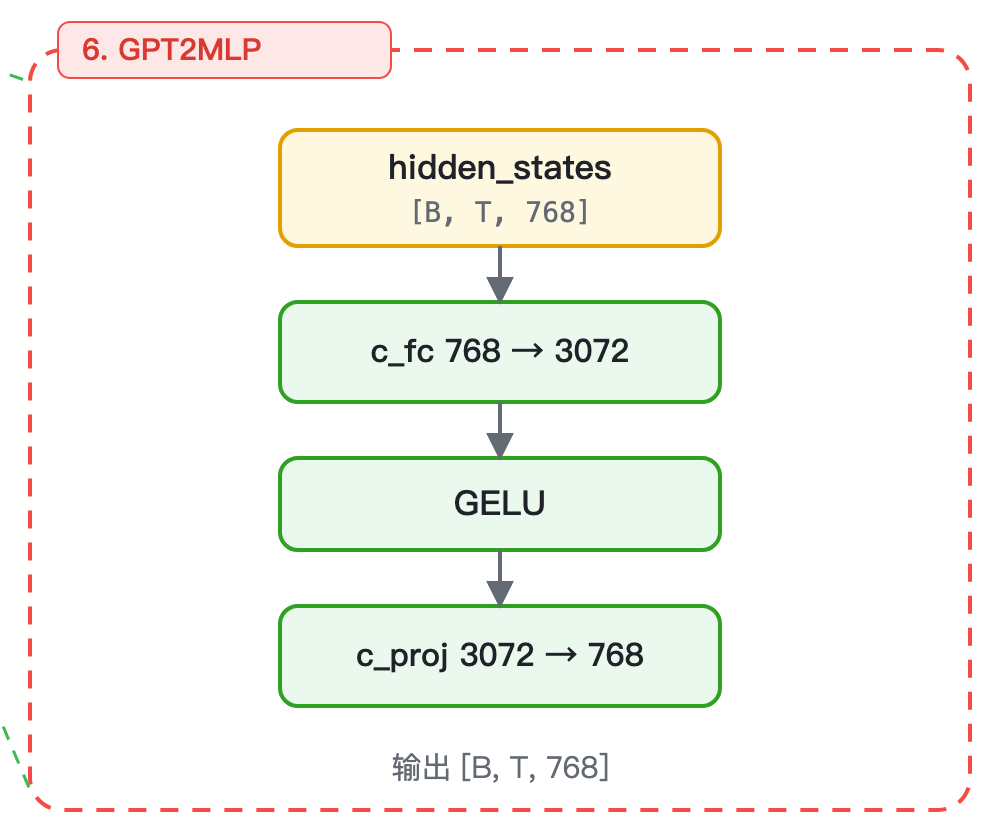 6. GPT2MLP
hidden_states
[B, T, 768]
c_fc 768 → 3072
GELU
c_proj 3072 → 768
输出 [B, T, 768]